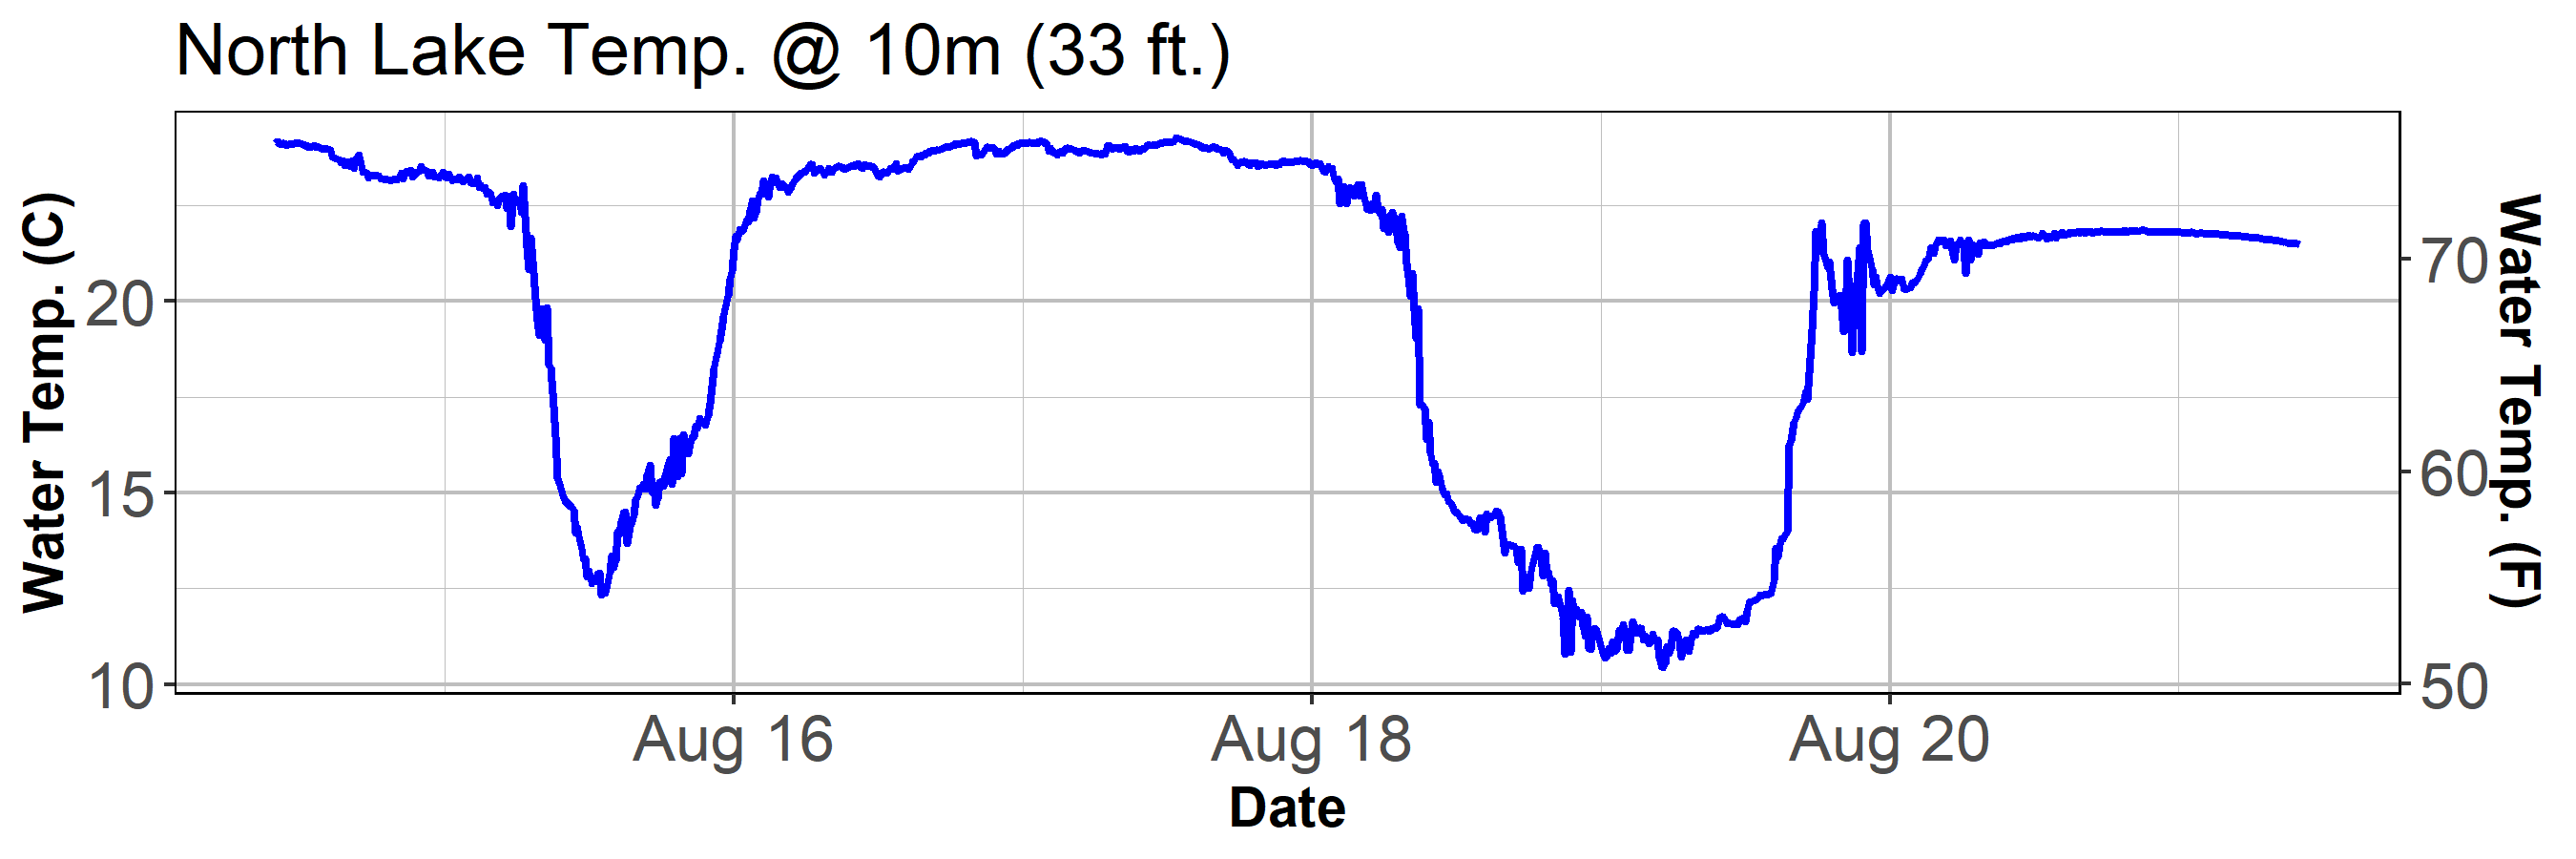 North Lake Temp. @ 10m (33 ft.)
Water Temp. (C)
20
15
10
70
60
50
Water Temp. (F)
Aug 16
Aug 18
Aug 20
Date